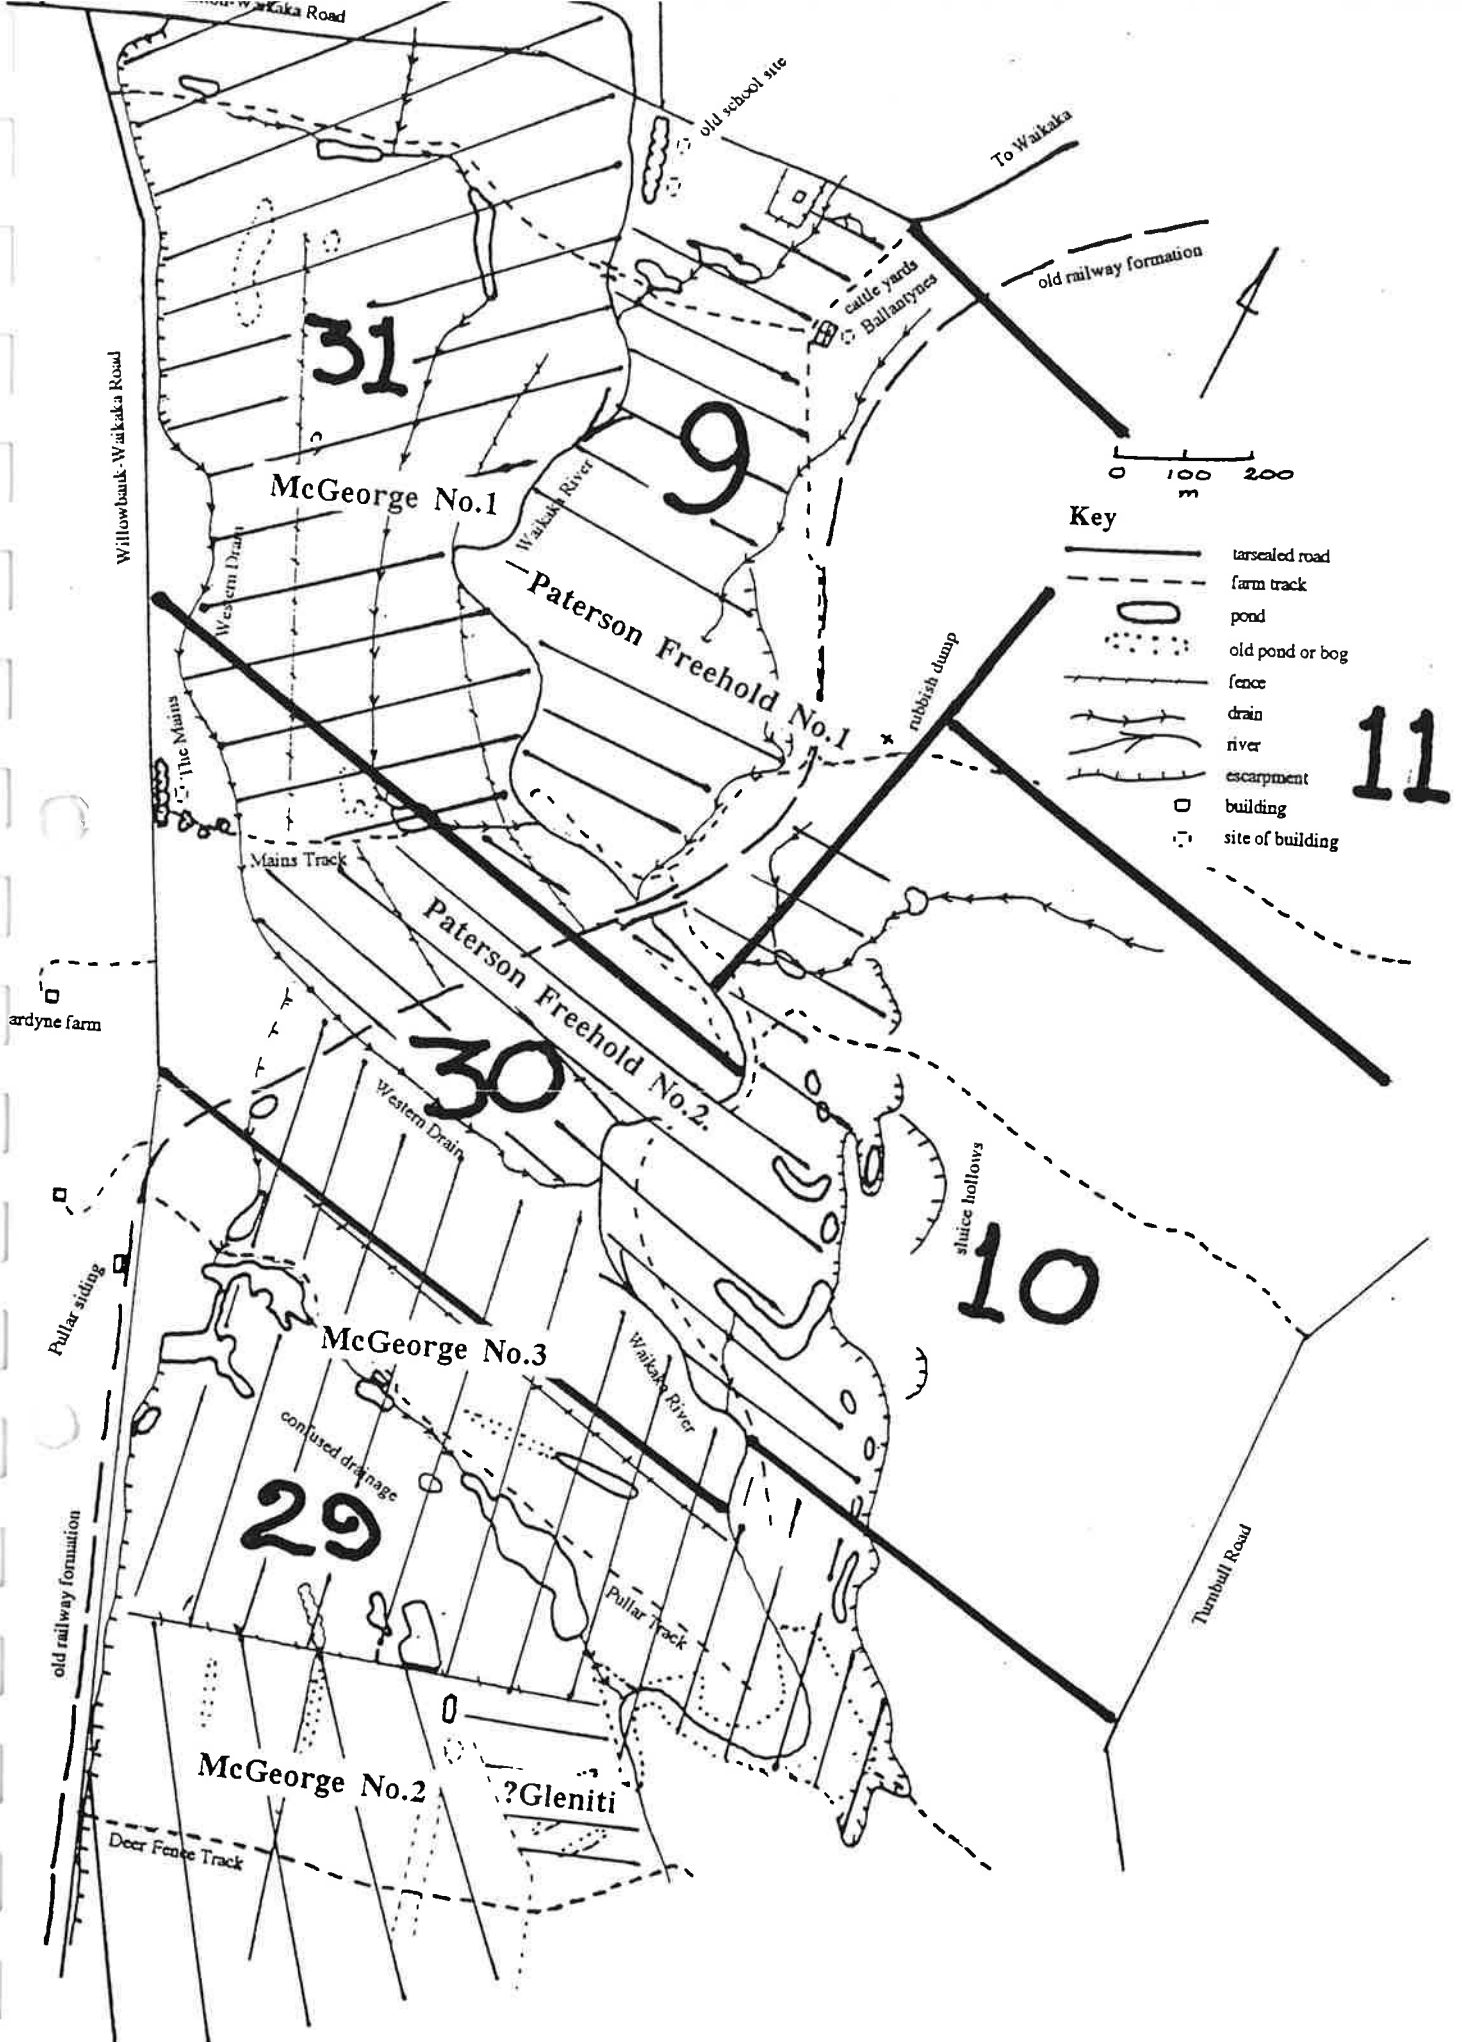 Waikaka Road
old school site
To Waikaka
old railway formation
cattle yards
Ballantynes
31
9
Willowbank-Waikaka Road
McGeorge No.1
Waikaka River
Western Drain
Paterson Freehold No.1
0 100 200
m
Key
tarsealed road
farm track
pond
old pond or bog
fence
drain
river
escarpment
building
site of building
11
rubbish dump
The Mains
Mains Track
Paterson Freehold No.2.
ardyne farm
30
Western Drain
sluice hollows
10
Pullar siding
McGeorge No.3
Waikaka River
confused drainage
29
old railway formation
Pullar Track
Turnbull Road
McGeorge No.2
?Gleniti
Deer Fence Track